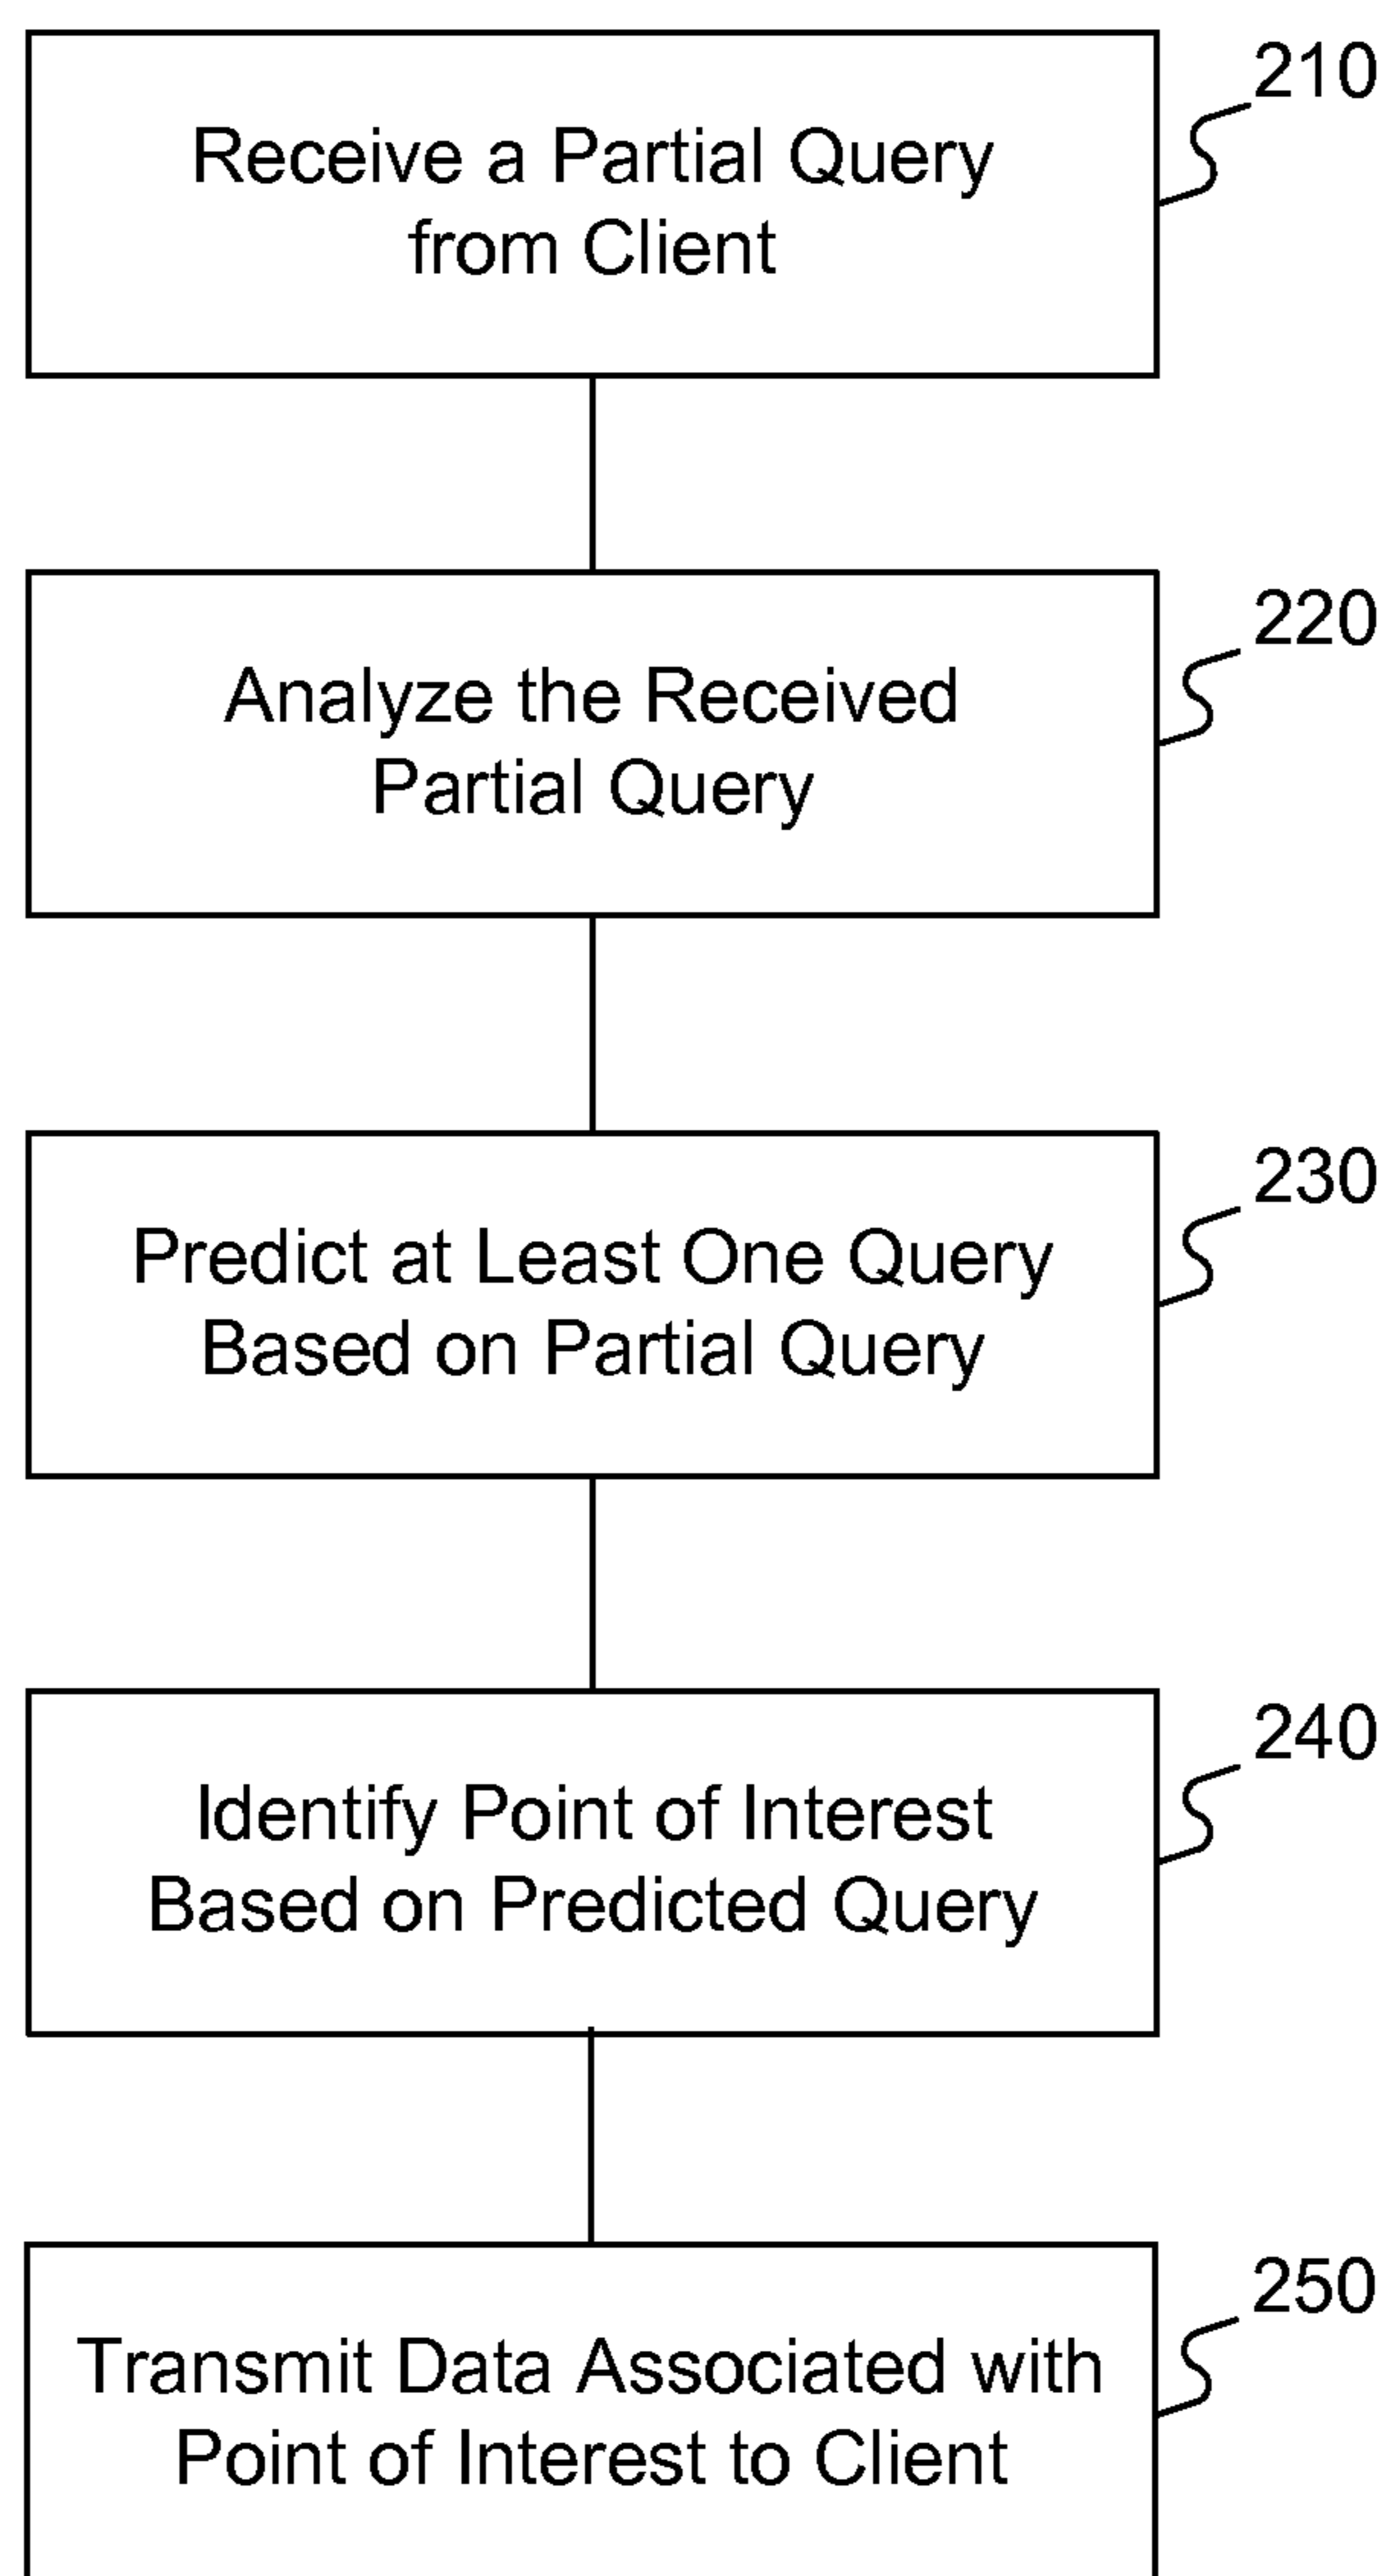 210
Receive a Partial Query
from Client
220
Analyze the Received
Partial Query
230
Predict at Least One Query
Based on Partial Query
240
Identify Point of Interest
Based on Predicted Query
250
Transmit Data Associated with
Point of Interest to Client